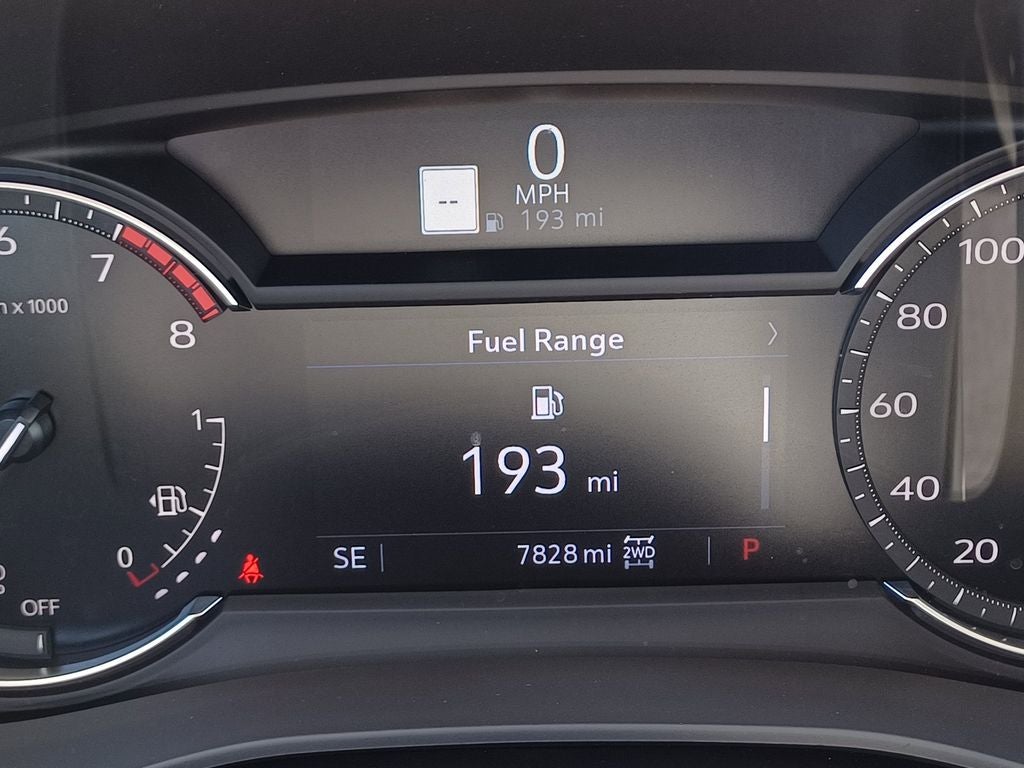 0
MPH
--
193 mi
6
7
8
x 1000
Fuel Range
193 mi
1
0
OFF
SE
7828 mi
2WD
P
100
80
60
40
20